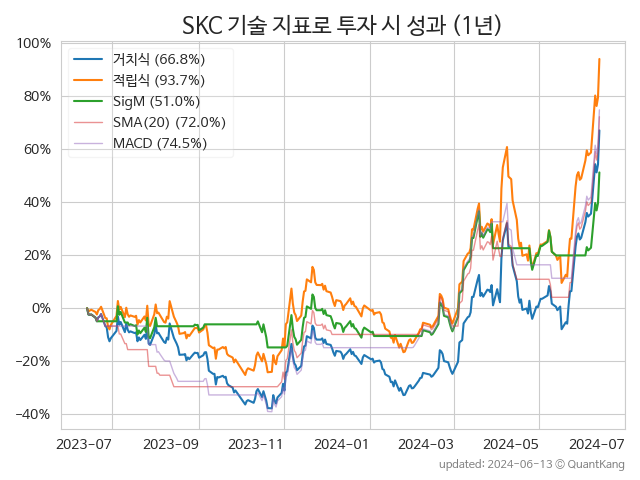 SKC 기술 지표로 투자 시 성과 (1년)
100%
80%
60%
40%
20%
0%
−20%
−40%
거치식 (66.8%)
적립식 (93.7%)
SigM (51.0%)
SMA(20) (72.0%)
MACD (74.5%)
2023-07 2023-09 2023-11 2024-01 2024-03 2024-05 2024-07
updated: 2024-06-13 © QuantKang